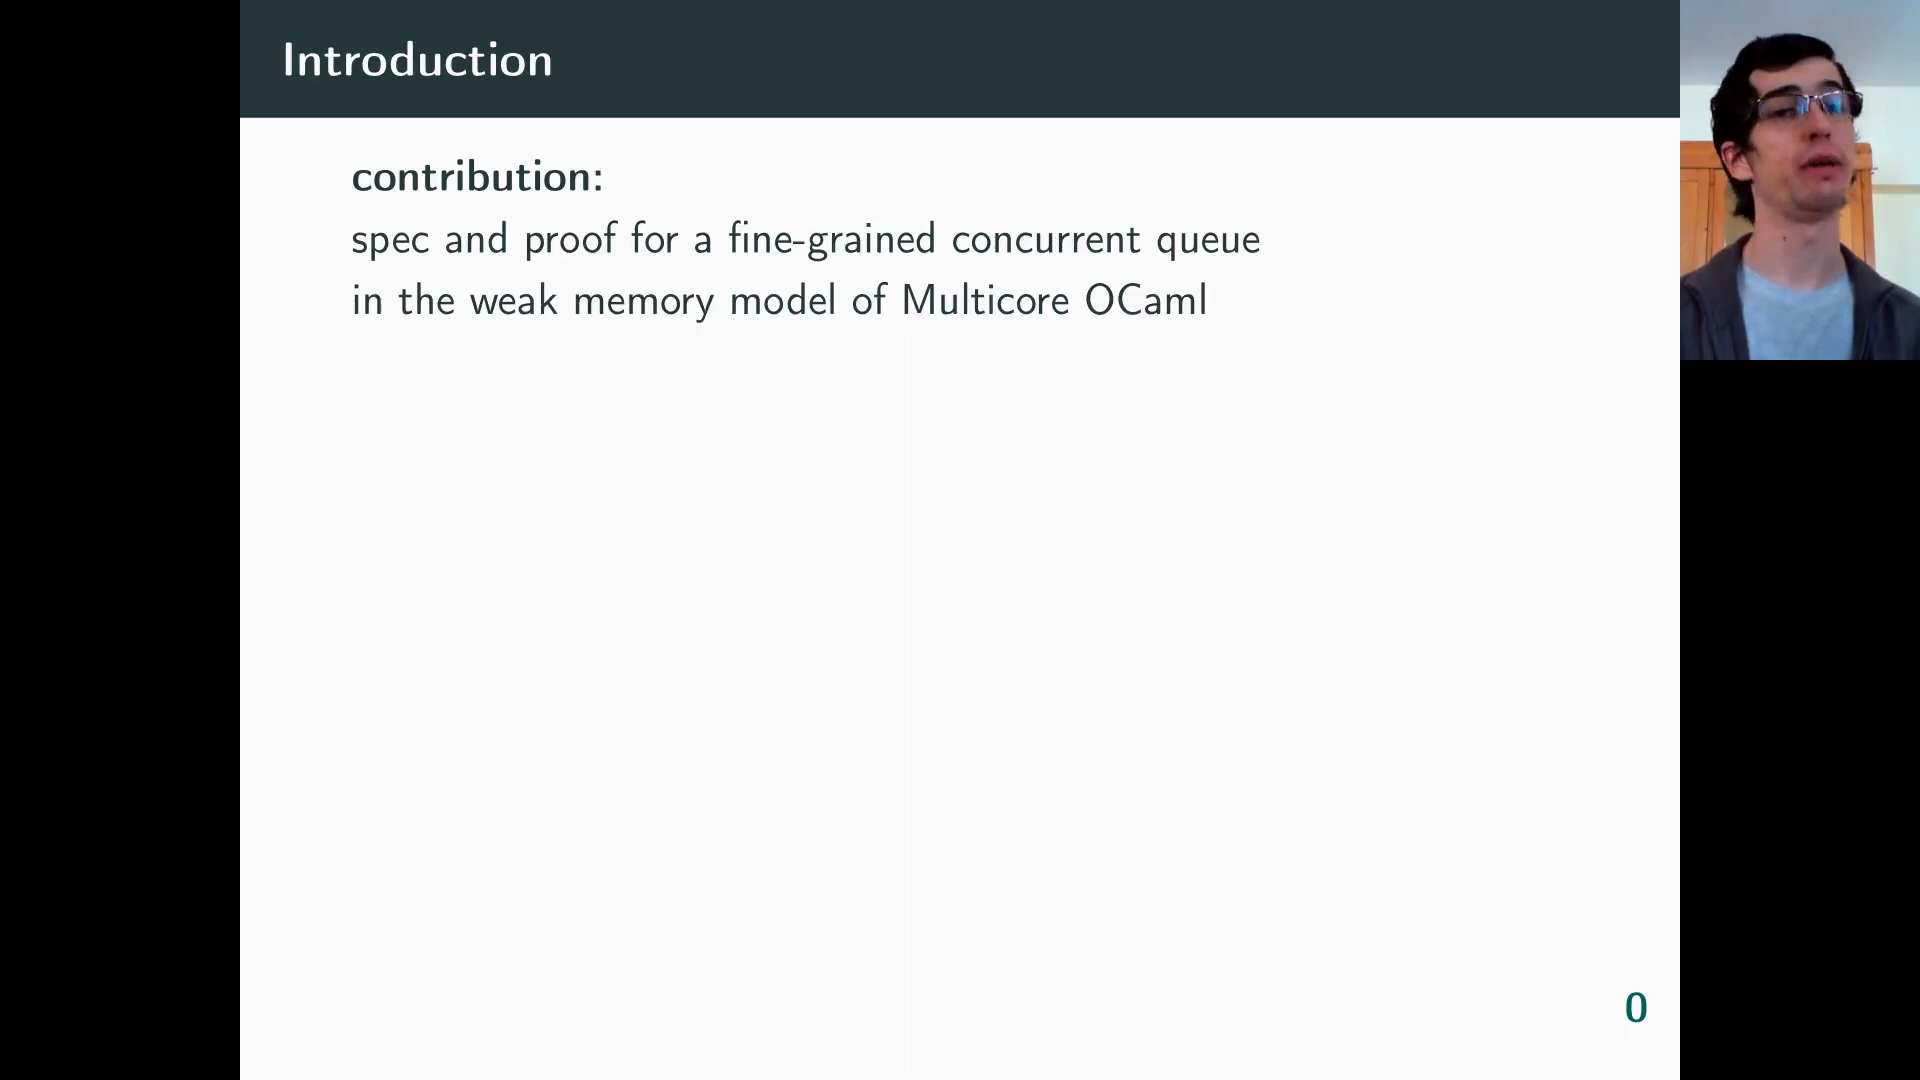 Introduction
contribution:
spec and proof for a fine-grained concurrent queue
in the weak memory model of Multicore OCaml
0